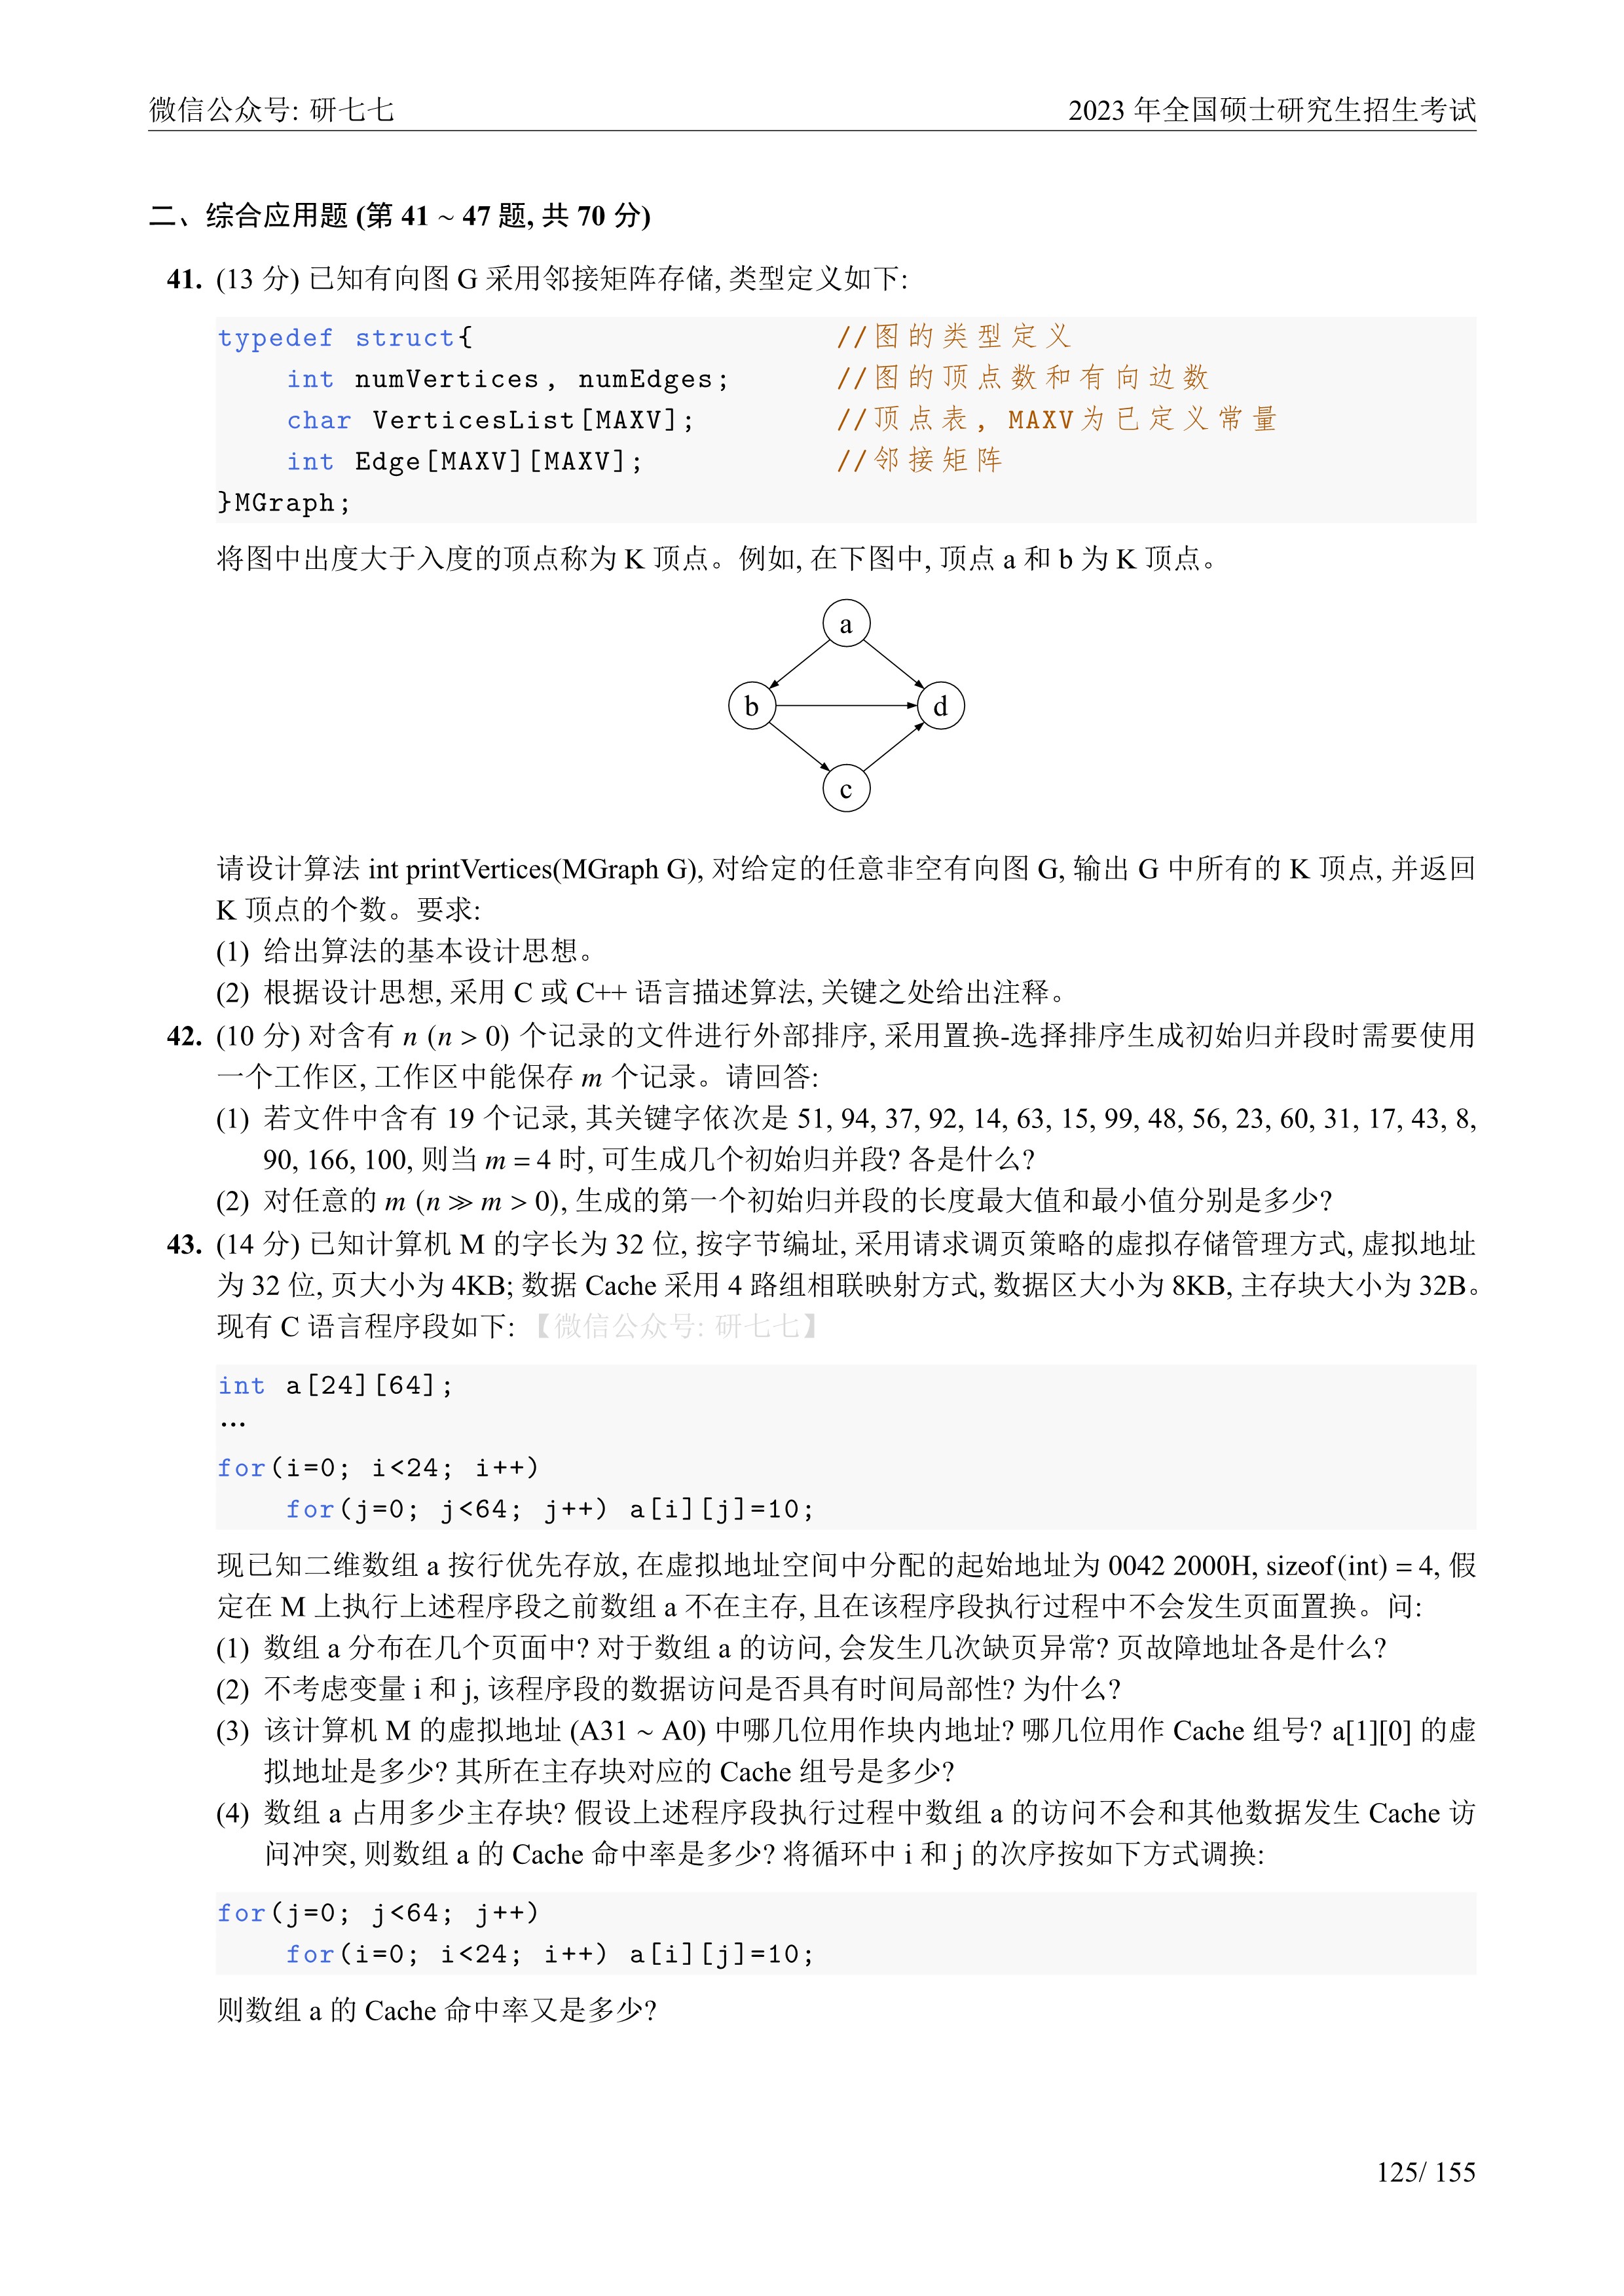 微信公众号: 研七七
2023 年全国硕士研究生招生考试
二、综合应用题 (第 41 ~ 47 题, 共 70 分)
41. (13 分) 已知有向图 G 采用邻接矩阵存储, 类型定义如下:
typedef struct{ //图的类型定义
int numVertices, numEdges; //图的顶点数和有向边数
char VerticesList[MAXV]; //顶点表, MAXV为已定义常量
int Edge[MAXV][MAXV]; //邻接矩阵
}MGraph;
将图中出度大于入度的顶点称为 K 顶点。例如, 在下图中, 顶点 a 和 b 为 K 顶点。
a
b d
c
请设计算法 int printVertices(MGraph G), 对给定的任意非空有向图 G, 输出 G 中所有的 K 顶点, 并返回
K 顶点的个数。要求:
(1) 给出算法的基本设计思想。
(2) 根据设计思想, 采用 C 或 C++ 语言描述算法, 关键之处给出注释。
42. (10 分) 对含有 n (n > 0) 个记录的文件进行外部排序, 采用置换-选择排序生成初始归并段时需要使用
一个工作区, 工作区中能保存 m 个记录。请回答:
(1) 若文件中含有 19 个记录, 其关键字依次是 51, 94, 37, 92, 14, 63, 15, 99, 48, 56, 23, 60, 31, 17, 43, 8,
90, 166, 100, 则当 m = 4 时, 可生成几个初始归并段? 各是什么?
(2) 对任意的 m (n ≫ m > 0), 生成的第一个初始归并段的长度最大值和最小值分别是多少?
43. (14 分) 已知计算机 M 的字长为 32 位, 按字节编址, 采用请求调页策略的虚拟存储管理方式, 虚拟地址
为 32 位, 页大小为 4KB; 数据 Cache 采用 4 路组相联映射方式, 数据区大小为 8KB, 主存块大小为 32B。
现有 C 语言程序段如下: 【微信公众号: 研七七】
int a[24][64];
…
for(i=0; i<24; i++)
for(j=0; j<64; j++) a[i][j]=10;
现已知二维数组 a 按行优先存放, 在虚拟地址空间中分配的起始地址为 0042 2000H, sizeof(int) = 4, 假
定在 M 上执行上述程序段之前数组 a 不在主存, 且在该程序段执行过程中不会发生页面置换。问:
(1) 数组 a 分布在几个页面中? 对于数组 a 的访问, 会发生几次缺页异常? 页故障地址各是什么?
(2) 不考虑变量 i 和 j, 该程序段的数据访问是否具有时间局部性? 为什么?
(3) 该计算机 M 的虚拟地址 (A31 ~ A0) 中哪几位用作块内地址? 哪几位用作 Cache 组号? a[1][0] 的虚
拟地址是多少? 其所在主存块对应的 Cache 组号是多少?
(4) 数组 a 占用多少主存块? 假设上述程序段执行过程中数组 a 的访问不会和其他数据发生 Cache 访
问冲突, 则数组 a 的 Cache 命中率是多少? 将循环中 i 和 j 的次序按如下方式调换:
for(j=0; j<64; j++)
for(i=0; i<24; i++) a[i][j]=10;
则数组 a 的 Cache 命中率又是多少?
125/ 155